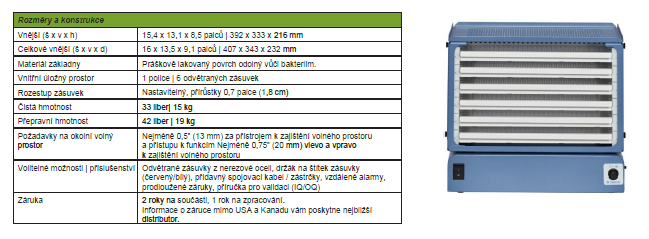 Rozměry a konstrukce
Vnější (š x v x h) 15,4 x 13,1 x 8,5 palců | 392 x 333 x 216 mm
Celkové vnější (š x v x d) 16 x 13,5 x 9,1 palců | 407 x 343 x 232 mm
Materiál základny Práškově lakovaný povrch odolný vůči bakteriím.
Vnitřní úložný prostor 1 police | 6 odvětraných zásuvek
Rozestup zásuvek Nastavitelný, přírůstky 0,7 palce (1,8 cm)
Čistá hmotnost 33 liber| 15 kg
Přepravní hmotnost 42 liber | 19 kg
Požadavky na okolní volný Nejméně 0,5" (13 mm) za přístrojem k zajištění volného prostoru
prostor a přístupu k funkcím Nejméně 0,75" (20 mm) vlevo a vpravo
k zajištění volného prostoru
Volitelné možnosti | příslušenství Odvětrané zásuvky z nerezové oceli, držák na štítek zásuvky
(červený/bílý), přídavný spojovací kabel / zástrčky, vzdálené alarmy,
prodloužené záruky, příručka pro validaci (IQ/OQ)
Záruka 2 roky na součásti, 1 rok na zpracování.
Informace o záruce mimo USA a Kanadu vám poskytne nejbližší
distributor.